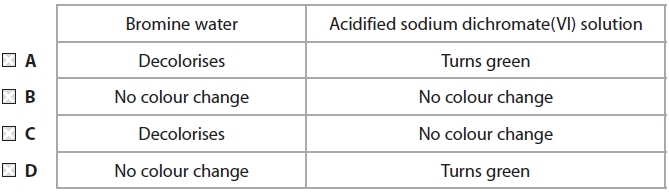 Bromine water Acidified sodium dichromate(VI) solution
A Decolorises Turns green
B No colour change No colour change
C Decolorises No colour change
D No colour change Turns green